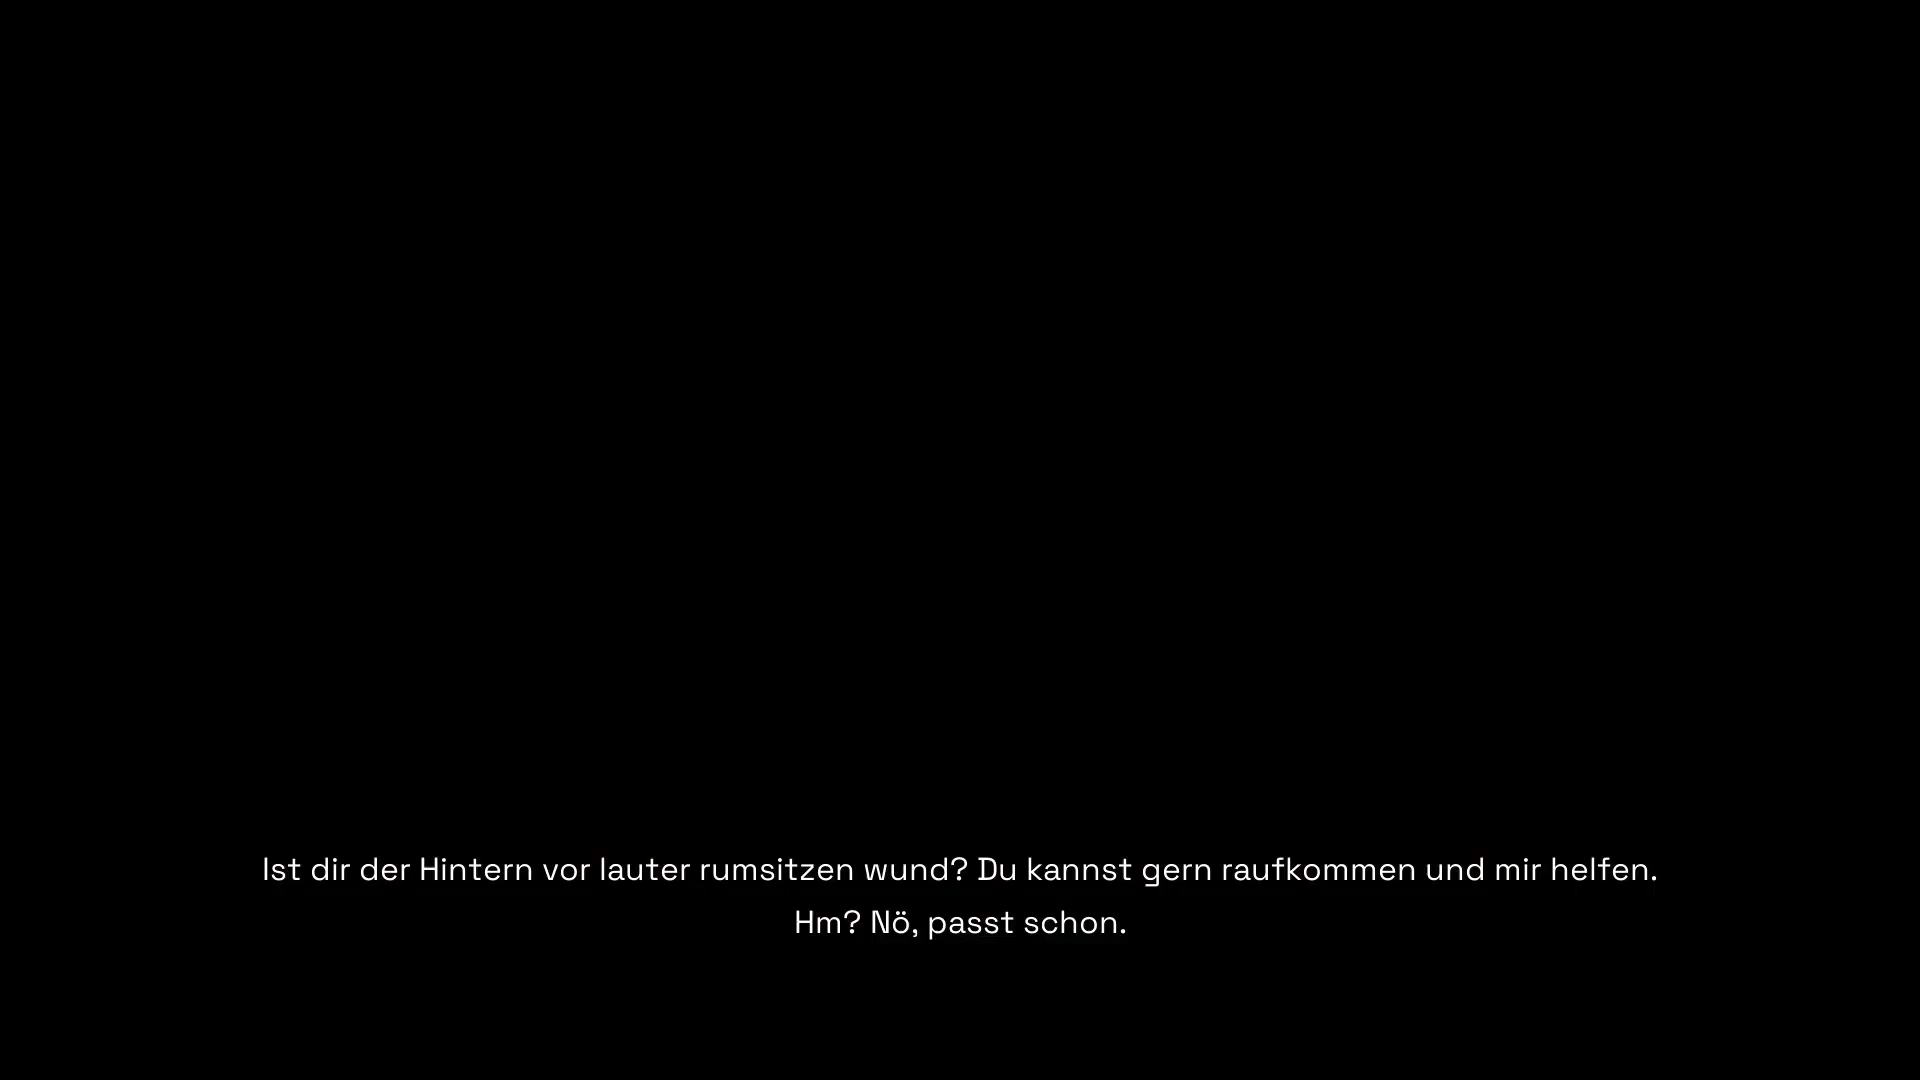 Ist dir der Hintern vor lauter rumsitzen wund? Du kannst gern raufkommen und mir helfen.
Hm? Nö, passt schon.